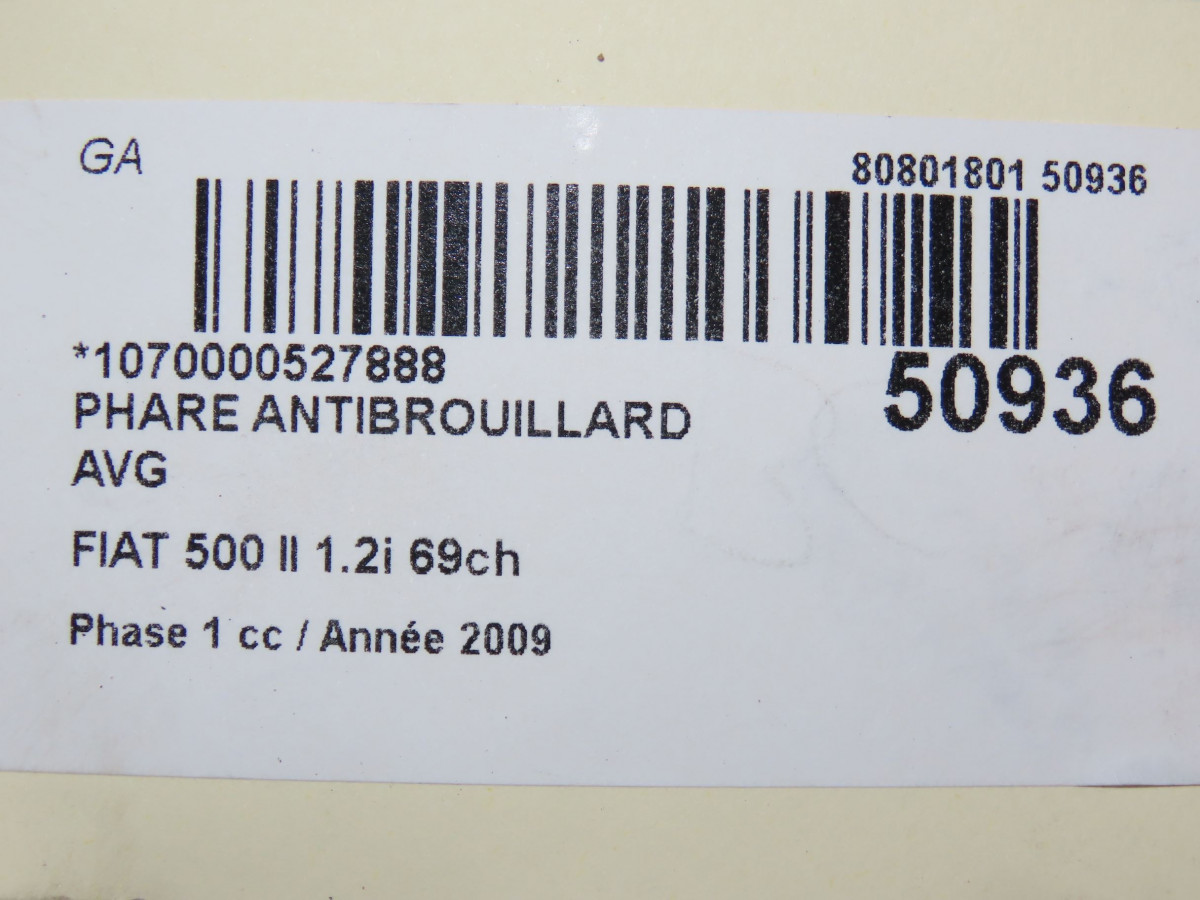 GA
80801801 50936
*1070000527888
50936
PHARE ANTIBROUILLARD
AVG
FIAT 500 II 1.2i 69ch
Phase 1 cc / Année 2009